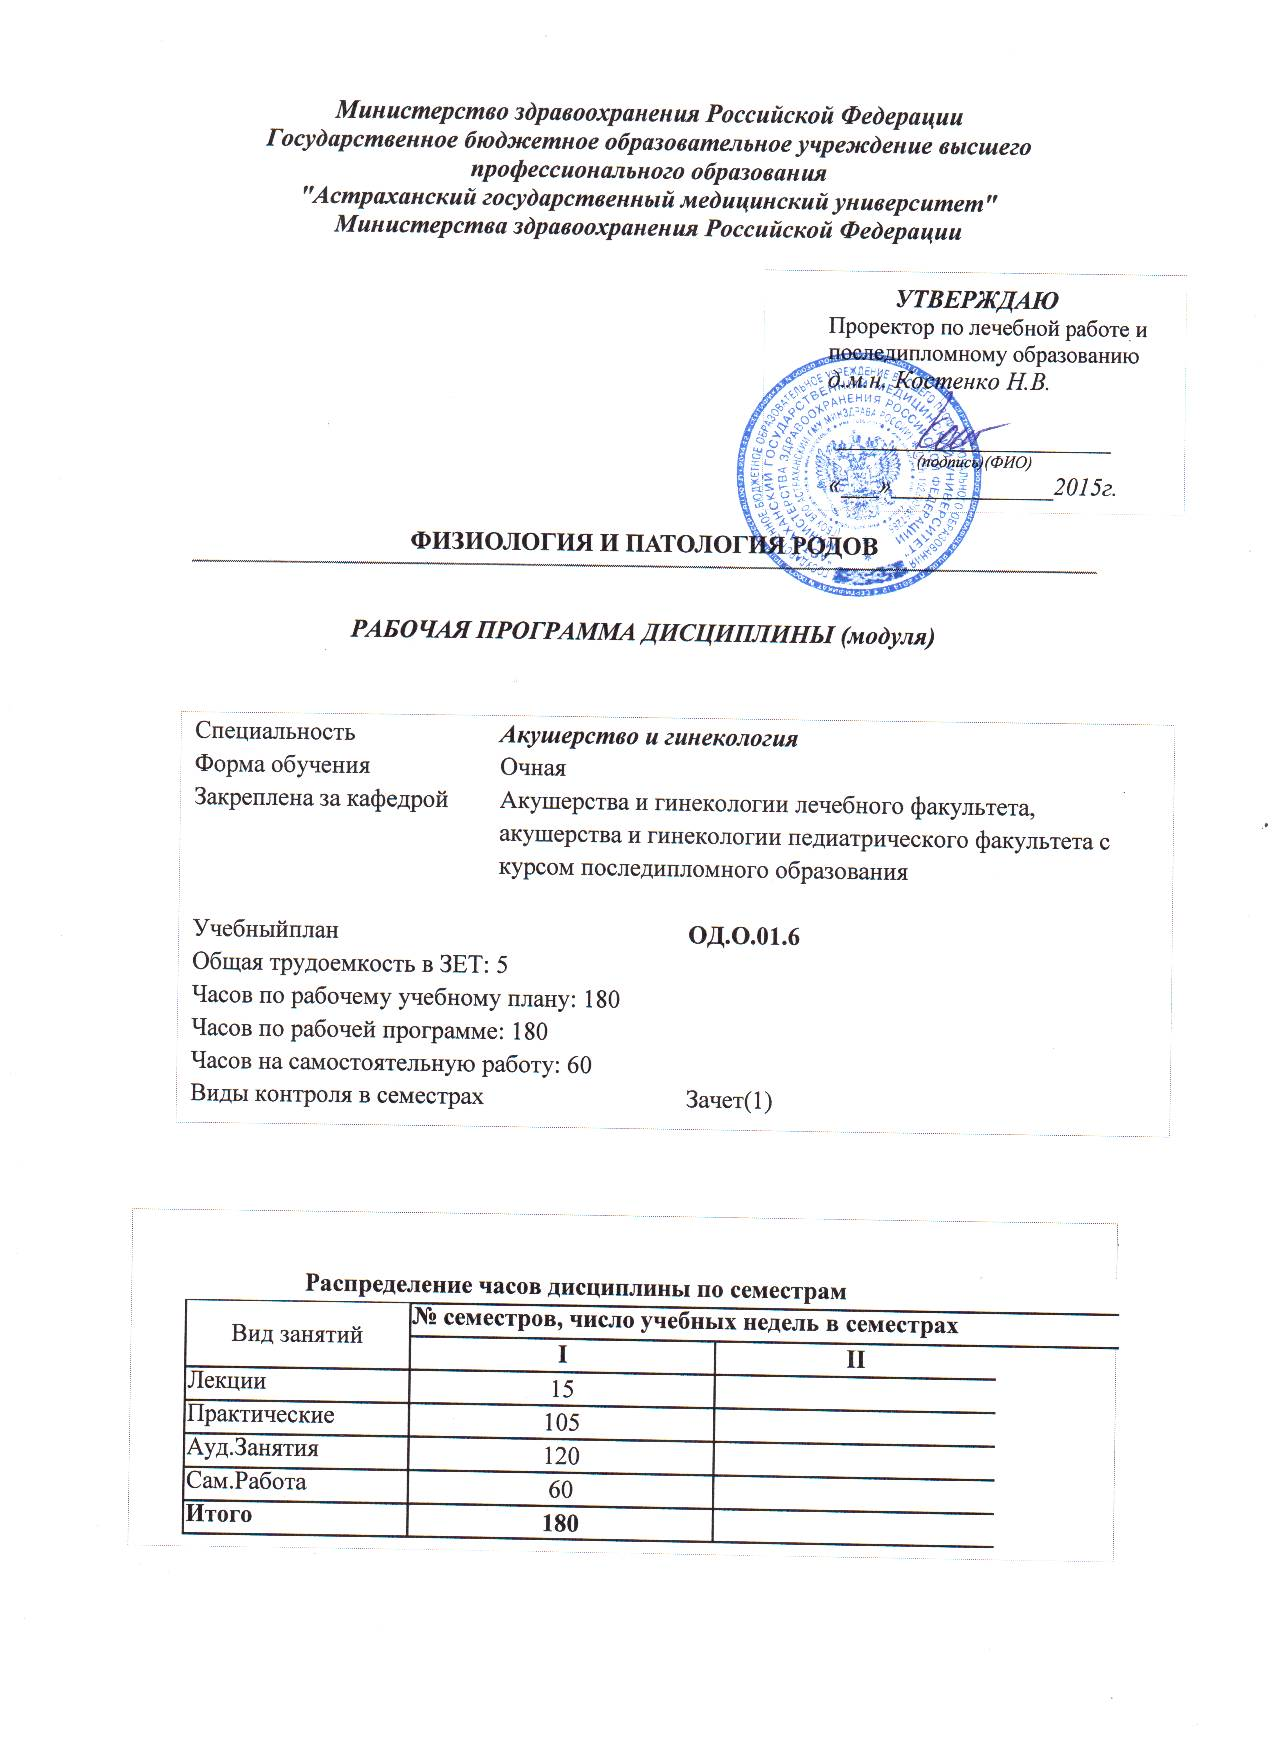 Министерство здравоохранения Российской Федерации
Государственное бюджетное образовательное учреждение высшего
профессионального образования
"Астраханский государственный медицинский университет"
Министерства здравоохранения Российской Федерации
УТВЕРЖДАЮ
Проректор по лечебной работе и
последипломному образованию
д.м.н. Костенко Н.В.
(подпись)(ФИО)
«___»____________2015г.
ФИЗИОЛОГИЯ И ПАТОЛОГИЯ РОДОВ
РАБОЧАЯ ПРОГРАММА ДИСЦИПЛИНЫ (модуля)
Специальность Акушерство и гинекология
Форма обучения Очная
Закреплена за кафедрой Акушерства и гинекологии лечебного факультета,
акушерства и гинекологии педиатрического факультета с
курсом последипломного образования
Учебныйплан ОД.О.01.6
Общая трудоемкость в ЗЕТ: 5
Часов по рабочему учебному плану: 180
Часов по рабочей программе: 180
Часов на самостоятельную работу: 60
Виды контроля в семестрах Зачет(1)
Распределение часов дисциплины по семестрам
Вид занятий № семестров, число учебных недель в семестрах
I II
Лекции 15
Практические 105
Ауд.Занятия 120
Сам.Работа 60
Итого 180